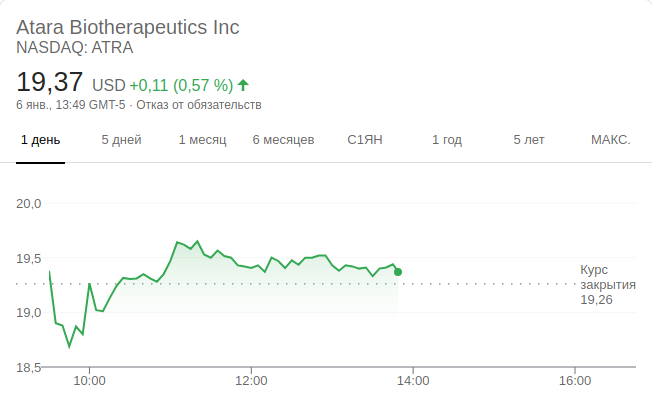 Atara Biotherapeutics Inc
NASDAQ: ATRA
19,37 USD +0,11 (0,57 %)
6 янв., 13:49 GMT-5 · Отказ от обязательств
1 день 5 дней 1 месяц 6 месяцев С1ЯН 1 год 5 лет МАКС.
20,0
19,5
Курс
закрытия
19,26
19,0
18,5
10:00 12:00 14:00 16:00